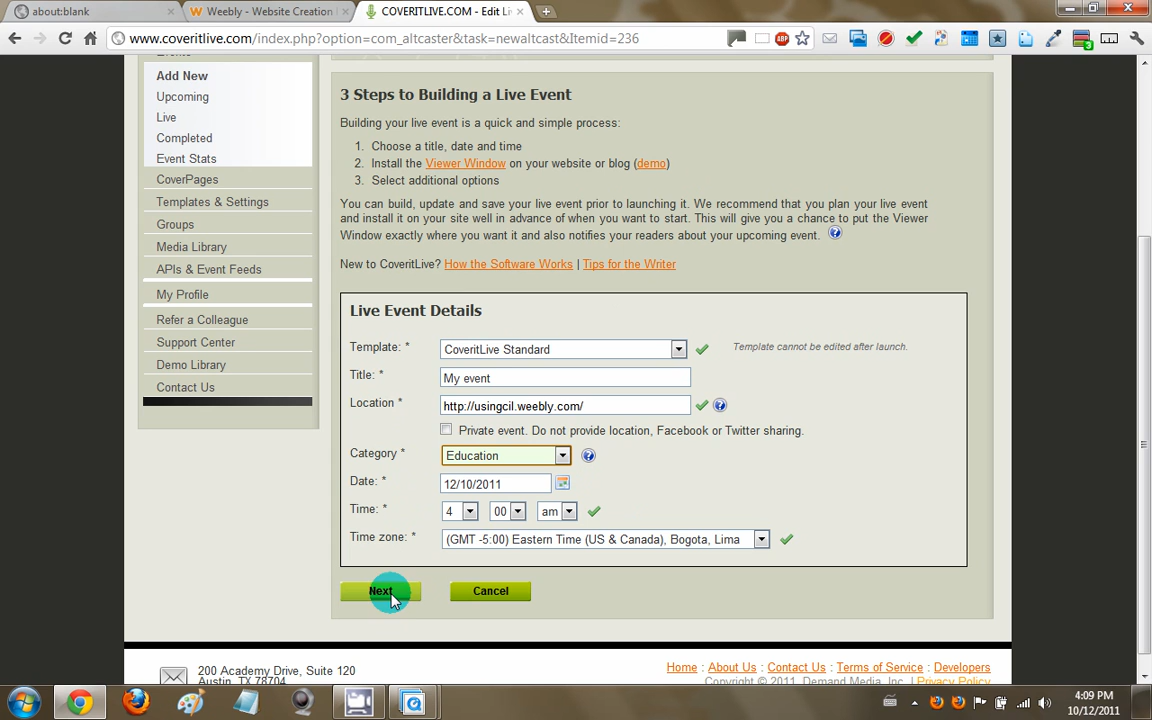 about:blank
Weebly - Website Creation
COVERITLIVE.COM - Edit Li
www.coveritlive.com/index.php?option=com_altcaster&task=newaltcast&Itemid=236
ABP
Add New
Upcoming
Live
Completed
Event Stats
CoverPages
Templates & Settings
Groups
Media Library
APIs & Event Feeds
My Profile
Refer a Colleague
Support Center
Demo Library
Contact Us
3 Steps to Building a Live Event
Building your live event is a quick and simple process:
1. Choose a title, date and time
2. Install the Viewer Window on your website or blog (demo)
3. Select additional options
You can build, update and save your live event prior to launching it. We recommend that you plan your live event
and install it on your site well in advance of when you want to start. This will give you a chance to put the Viewer
Window exactly where you want it and also notifies your readers about your upcoming event.
New to CoveritLive? How the Software Works | Tips for the Writer
Live Event Details
Template: * CoveritLive Standard Template cannot be edited after launch.
Title: * My event
Location * http://usingcil.weebly.com/
Private event. Do not provide location, Facebook or Twitter sharing.
Category * Education
Date: * 12/10/2011
Time: * 4 00 am
Time zone: * (GMT -5:00) Eastern Time (US & Canada), Bogota, Lima
Next Cancel
200 Academy Drive, Suite 120
Austin, TX 78704
Home : About Us : Contact Us : Terms of Service : Developers
Copyright © 2011, Demand Media, Inc. | Privacy Policy
4:09 PM
10/12/2011